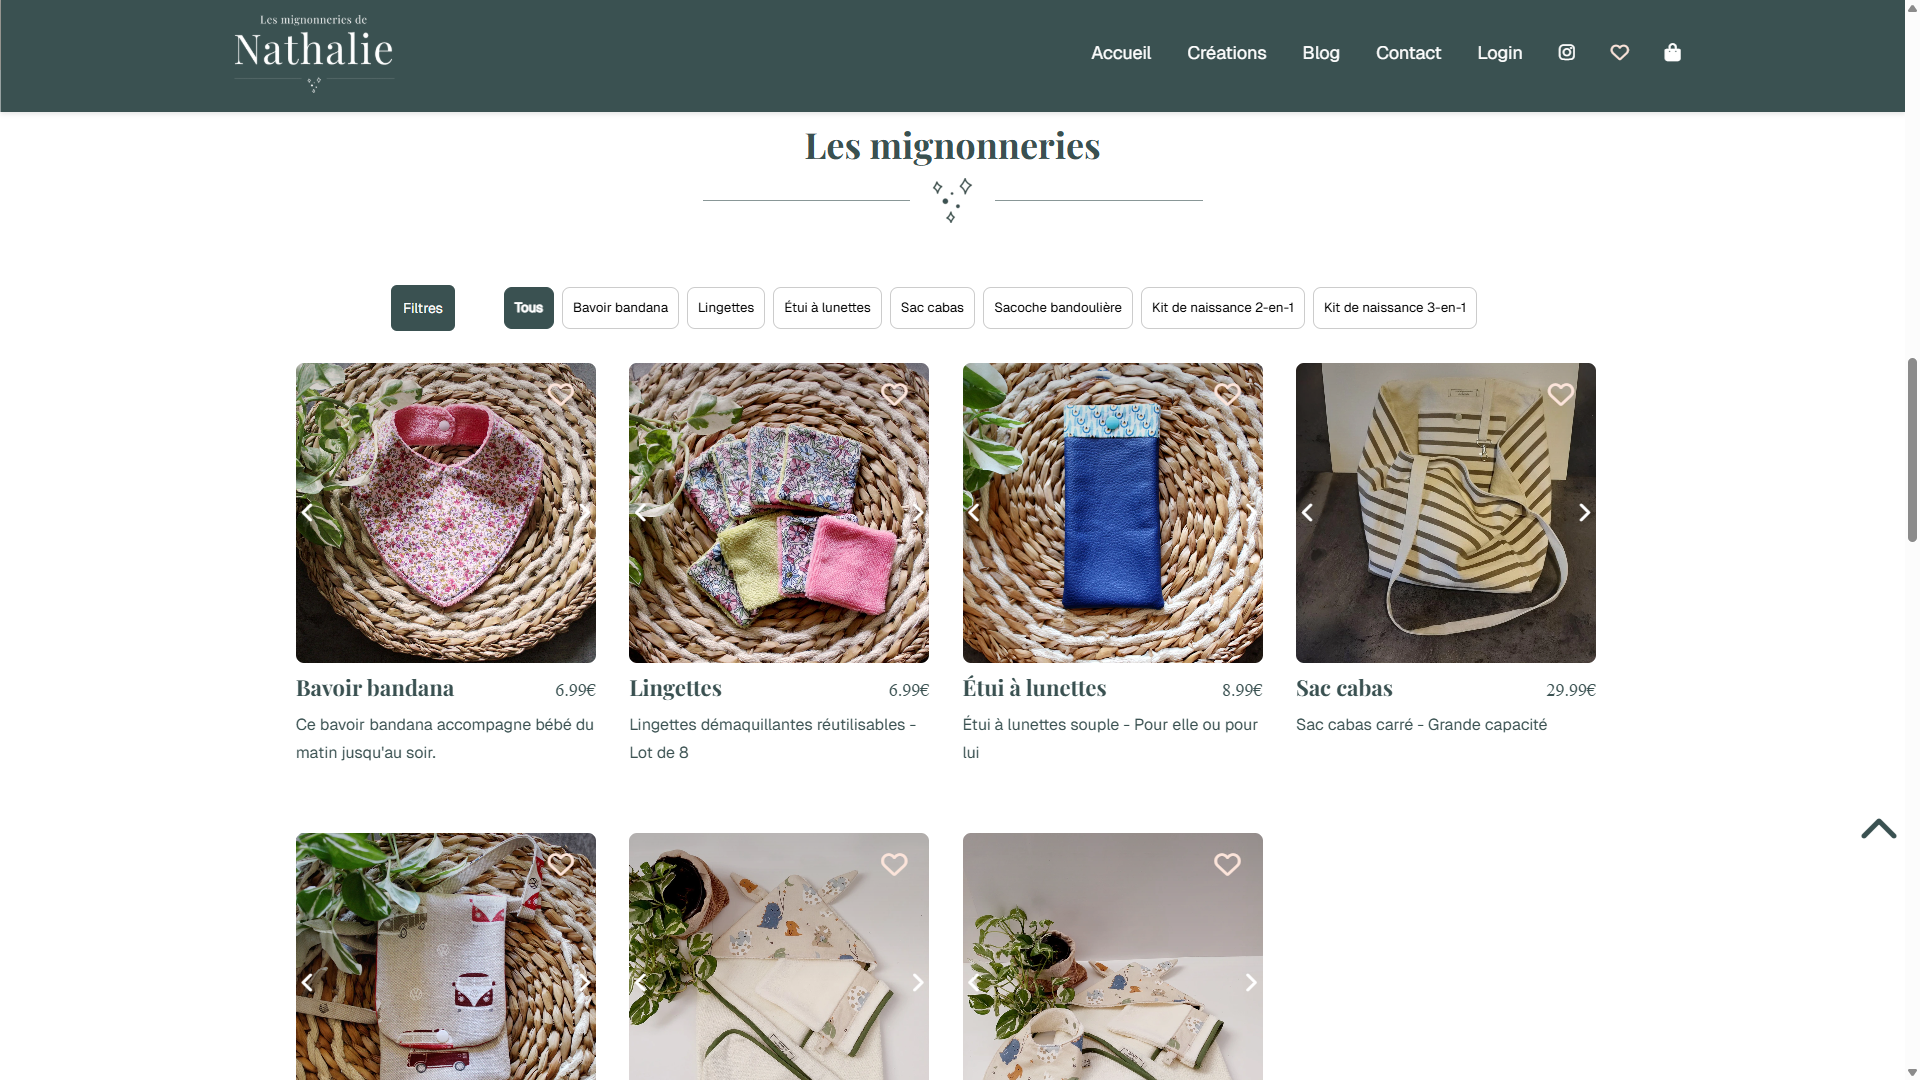 Les mignonneries de
Nathalie
Accueil
Créations
Blog
Contact
Login
Les mignonneries
Filtres
Tous
Bavoir bandana
Lingettes
Étui à lunettes
Sac cabas
Sacoche bandoulière
Kit de naissance 2-en-1
Kit de naissance 3-en-1
Bavoir bandana
6.99€
Ce bavoir bandana accompagne bébé du
matin jusqu'au soir.
Lingettes
6.99€
Lingettes démaquillantes réutilisables -
Lot de 8
Étui à lunettes
8.99€
Étui à lunettes souple - Pour elle ou pour
lui
Sac cabas
29.99€
Sac cabas carré - Grande capacité